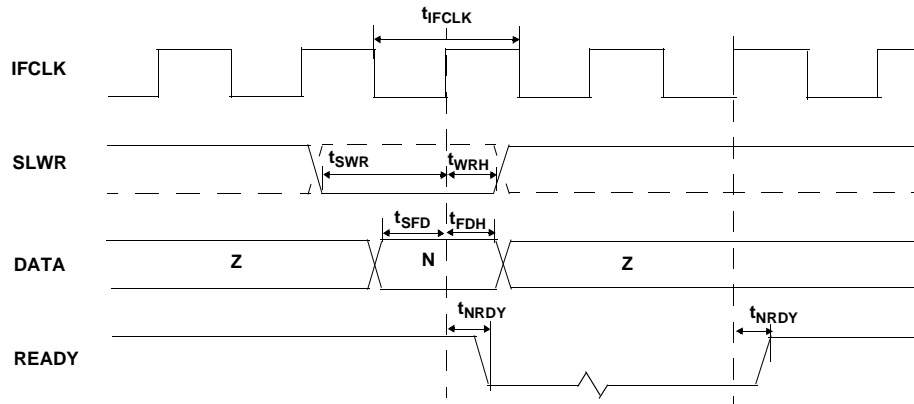 tIFCLK
IFCLK
SLWR
tSWR
tWRH
tSFD
tFDH
DATA
Z
N
Z
tNRDY
tNRDY
READY